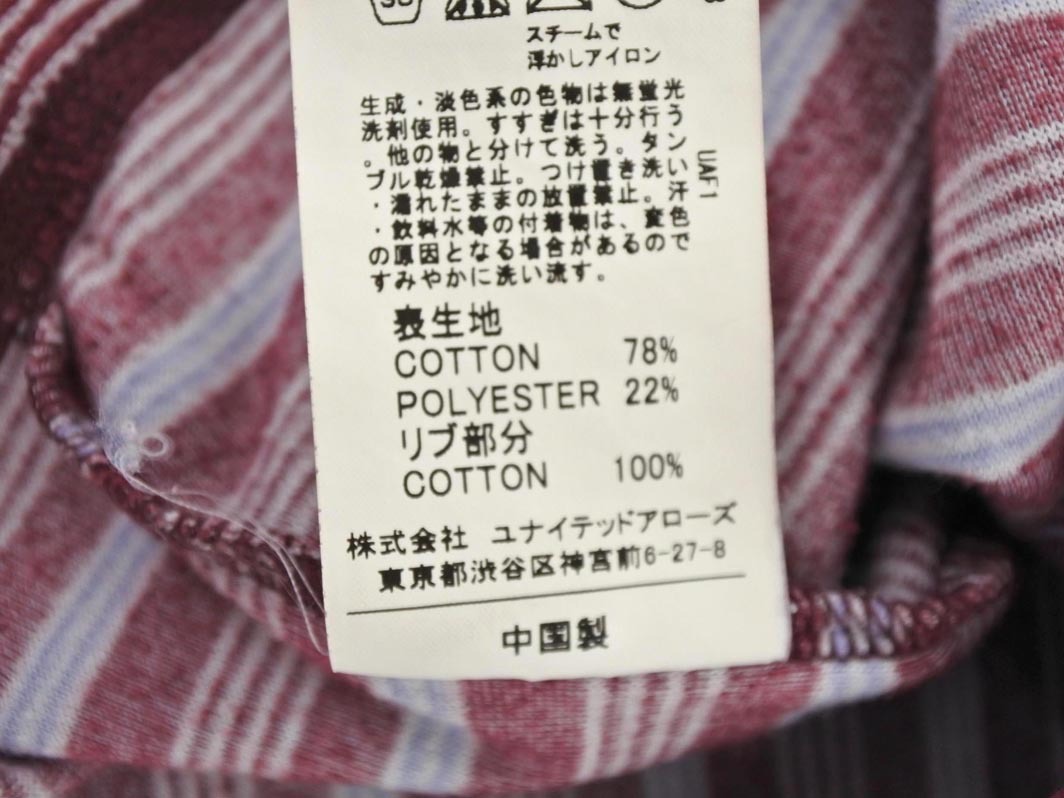 30
スチームで
浮かしアイロン
生成・淡色系の色物は無蛍光
洗剤使用。すすぎは十分行う
。他の物と分けて洗う。タン
ブル乾燥禁止。つけ置き洗い
・濡れたままの放置禁止。汗
・飲料水等の付着物は、変色
の原因となる場合があるので
すみやかに洗い流す。
UAF1
表生地
COTTON 78%
POLYESTER 22%
リブ部分
COTTON 100%
株式会社 ユナイテッドアローズ
東京都渋谷区神宮前6-27-8
中国製